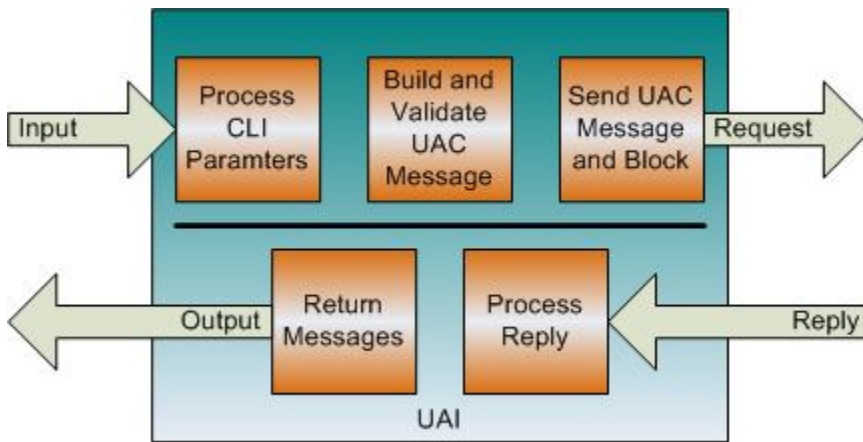 Input
Process
CLI
Paramters
Build and
Validate
UAC
Message
Send UAC
Message
and Block
Request
Output
Return
Messages
Process
Reply
Reply
UAI